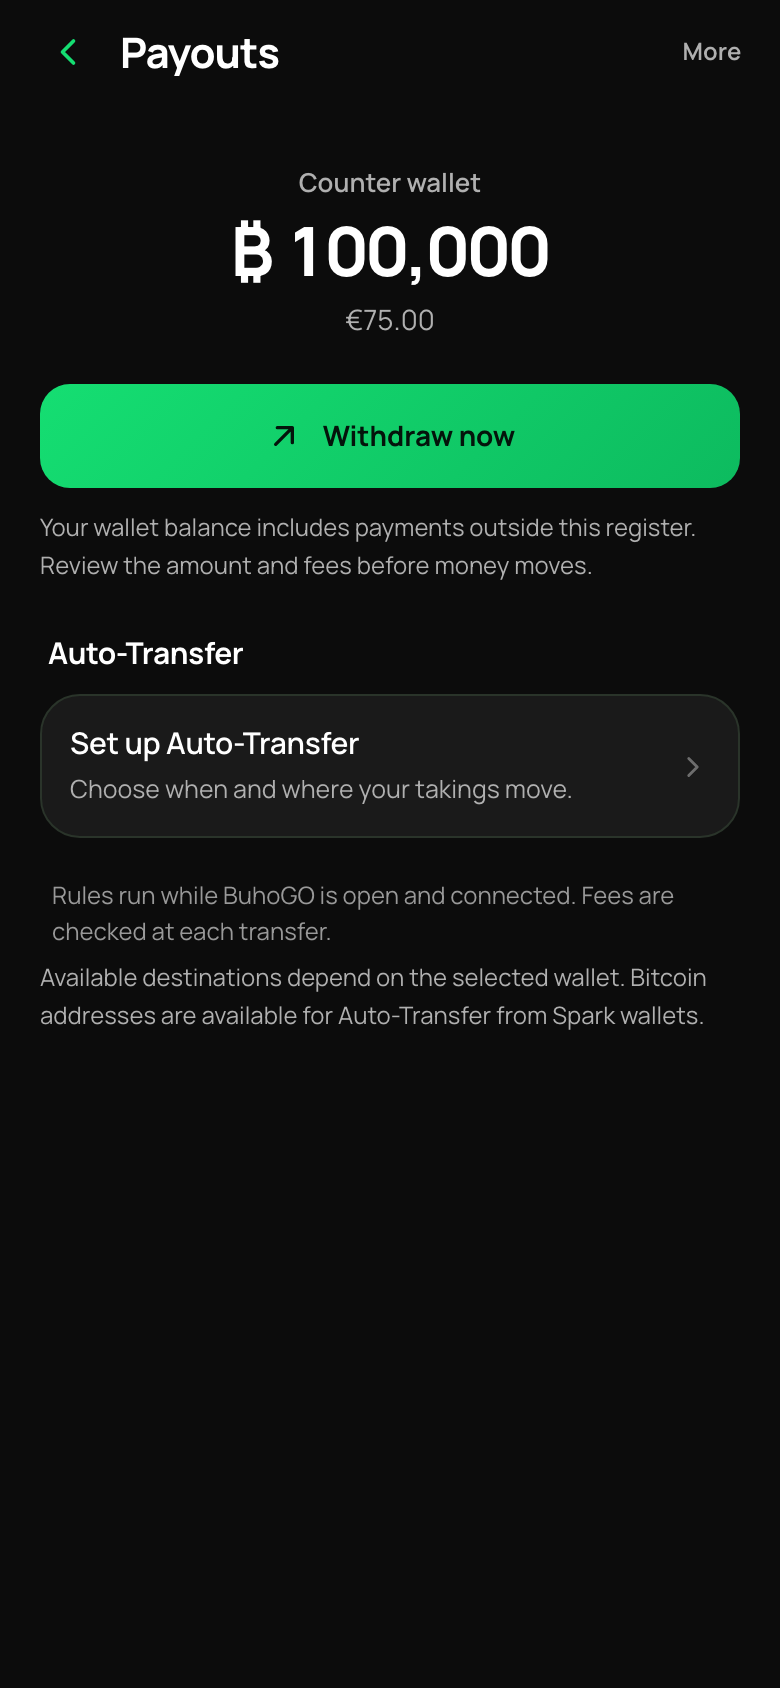 Payouts
More
Counter wallet
₿ 100,000
€75.00
Withdraw now
Your wallet balance includes payments outside this register.
Review the amount and fees before money moves.
Auto-Transfer
Set up Auto-Transfer
Choose when and where your takings move.
Rules run while BuhoGO is open and connected. Fees are
checked at each transfer.
Available destinations depend on the selected wallet. Bitcoin
addresses are available for Auto-Transfer from Spark wallets.